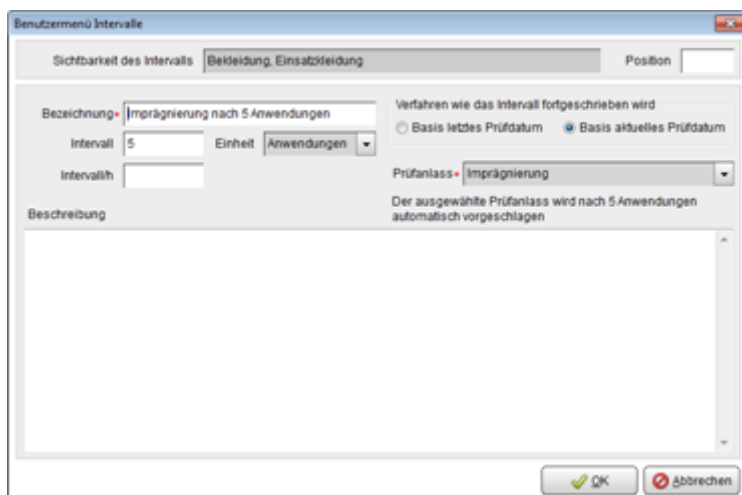 Benutzermenü Intervalle
Sichtbarkeit des Intervalls Bekleidung, Einsatzkleidung Position
Bezeichnung* Imprägnierung nach 5 Anwendungen
Verfahren wie das Intervall fortgeschrieben wird
Basis letztes Prüfdatum Basis aktuelles Prüfdatum
Intervall 5 Einheit Anwendungen
Intervall/h
Prüfanlass* Imprägnierung
Der ausgewählte Prüfanlass wird nach 5 Anwendungen
automatisch vorgeschlagen
Beschreibung
OK Abbrechen